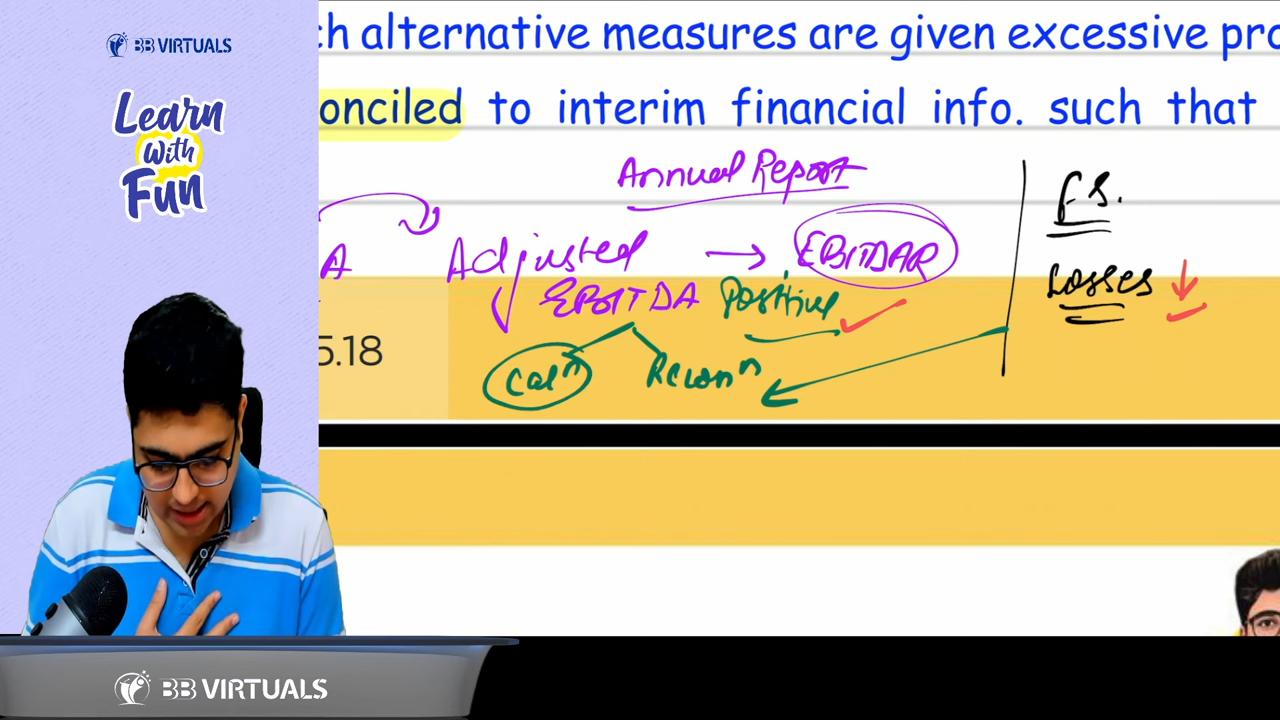 BB VIRTUALS
Learn
With
Fun
ch alternative measures are given excessive pro
onciled to interim financial info. such that
Annual Report
F.S.
A Adjusted → EBITDAR
EBITDA Positive
Losses ↓
5.18
Calⁿ Reconⁿ
BB VIRTUALS